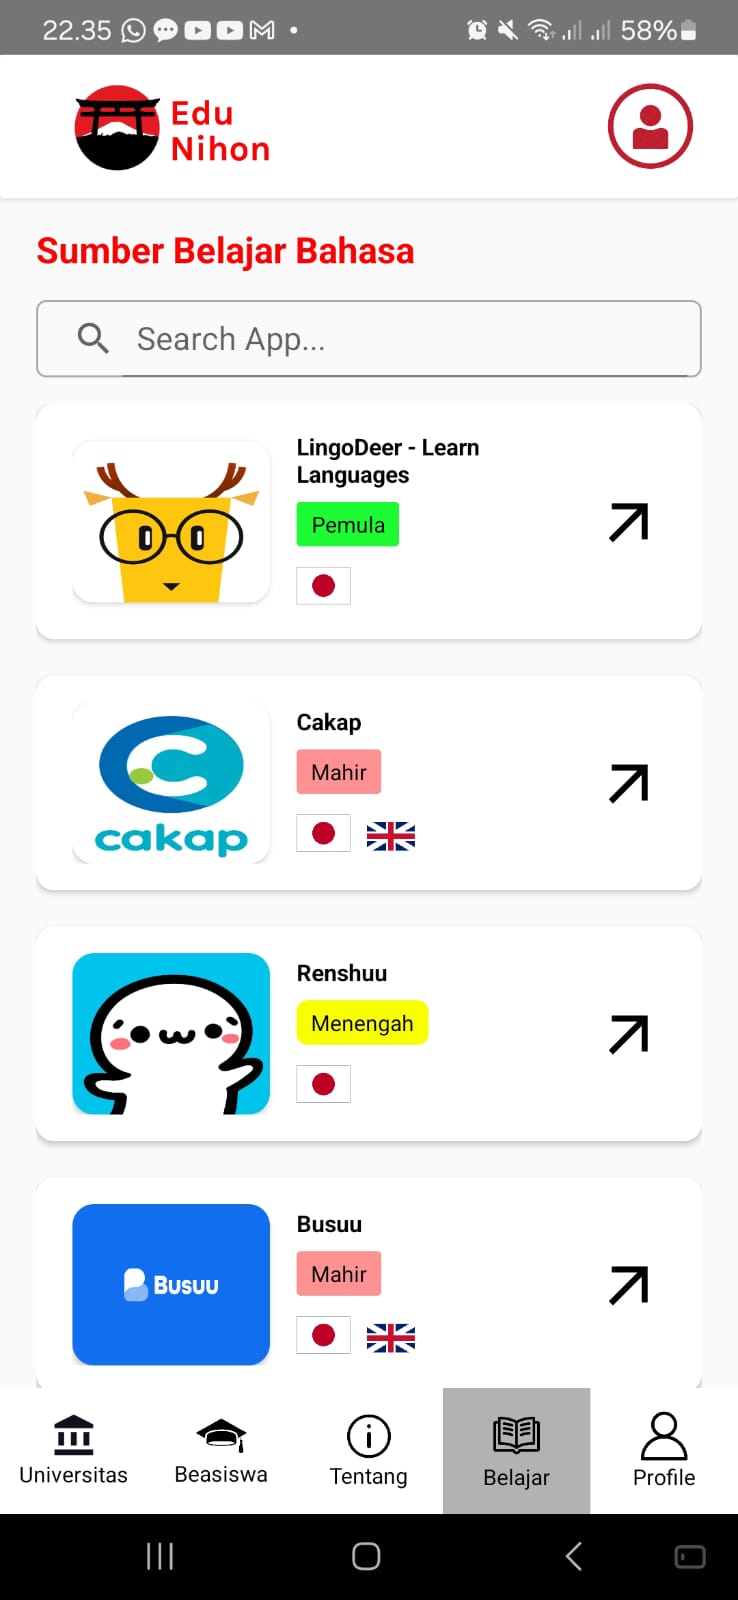 22.35
58%
Edu
Nihon
Sumber Belajar Bahasa
Search App...
LingoDeer - Learn
Languages
Pemula
Cakap
Mahir
cakap
Renshuu
Menengah
Busuu
Mahir
Busuu
Universitas
Beasiswa
Tentang
Belajar
Profile